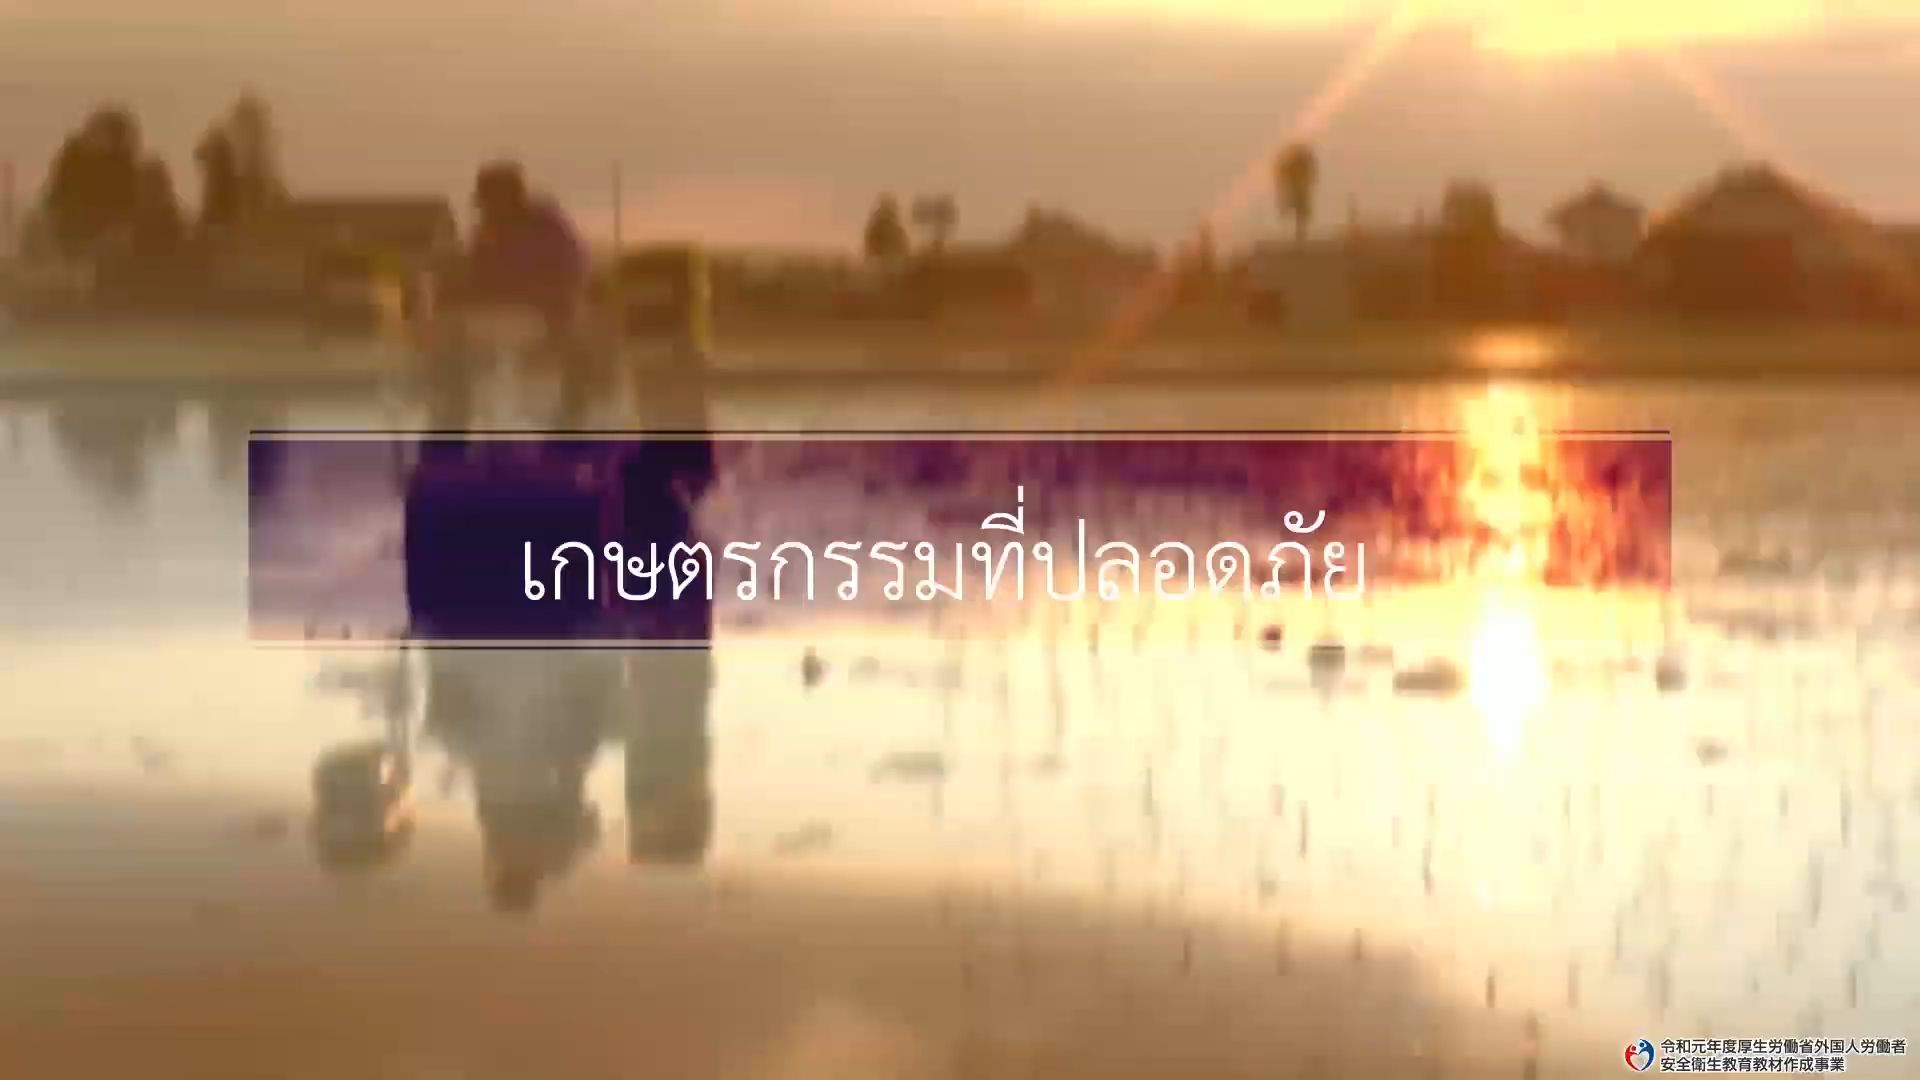 เกษตรกรรมที่ปลอดภัย
令和元年度厚生労働省外国人労働者
安全衛生教育教材作成事業